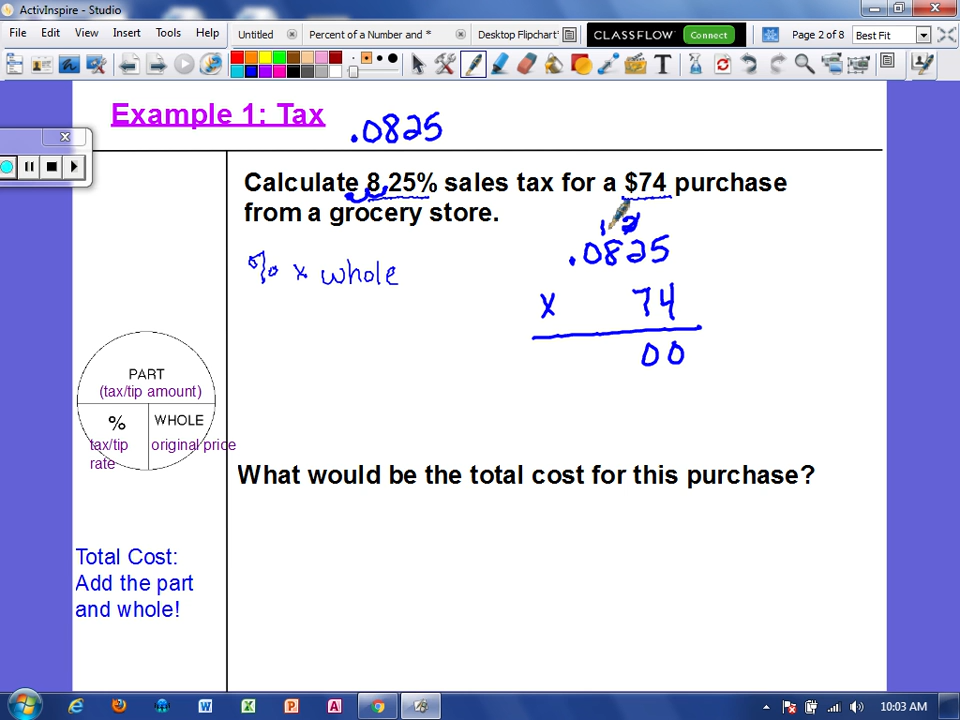 ActivInspire - Studio
File Edit View Insert Tools Help Untitled Percent of a Number and * Desktop Flipchart* CLASSFLOW Connect Page 2 of 8 Best Fit
Example 1: Tax
.0825
Calculate 8.25% sales tax for a $74 purchase
from a grocery store.
1 2
.0825
% x whole
x 74
00
PART
(tax/tip amount)
% WHOLE
tax/tip original price
rate
What would be the total cost for this purchase?
Total Cost:
Add the part
and whole!
10:03 AM